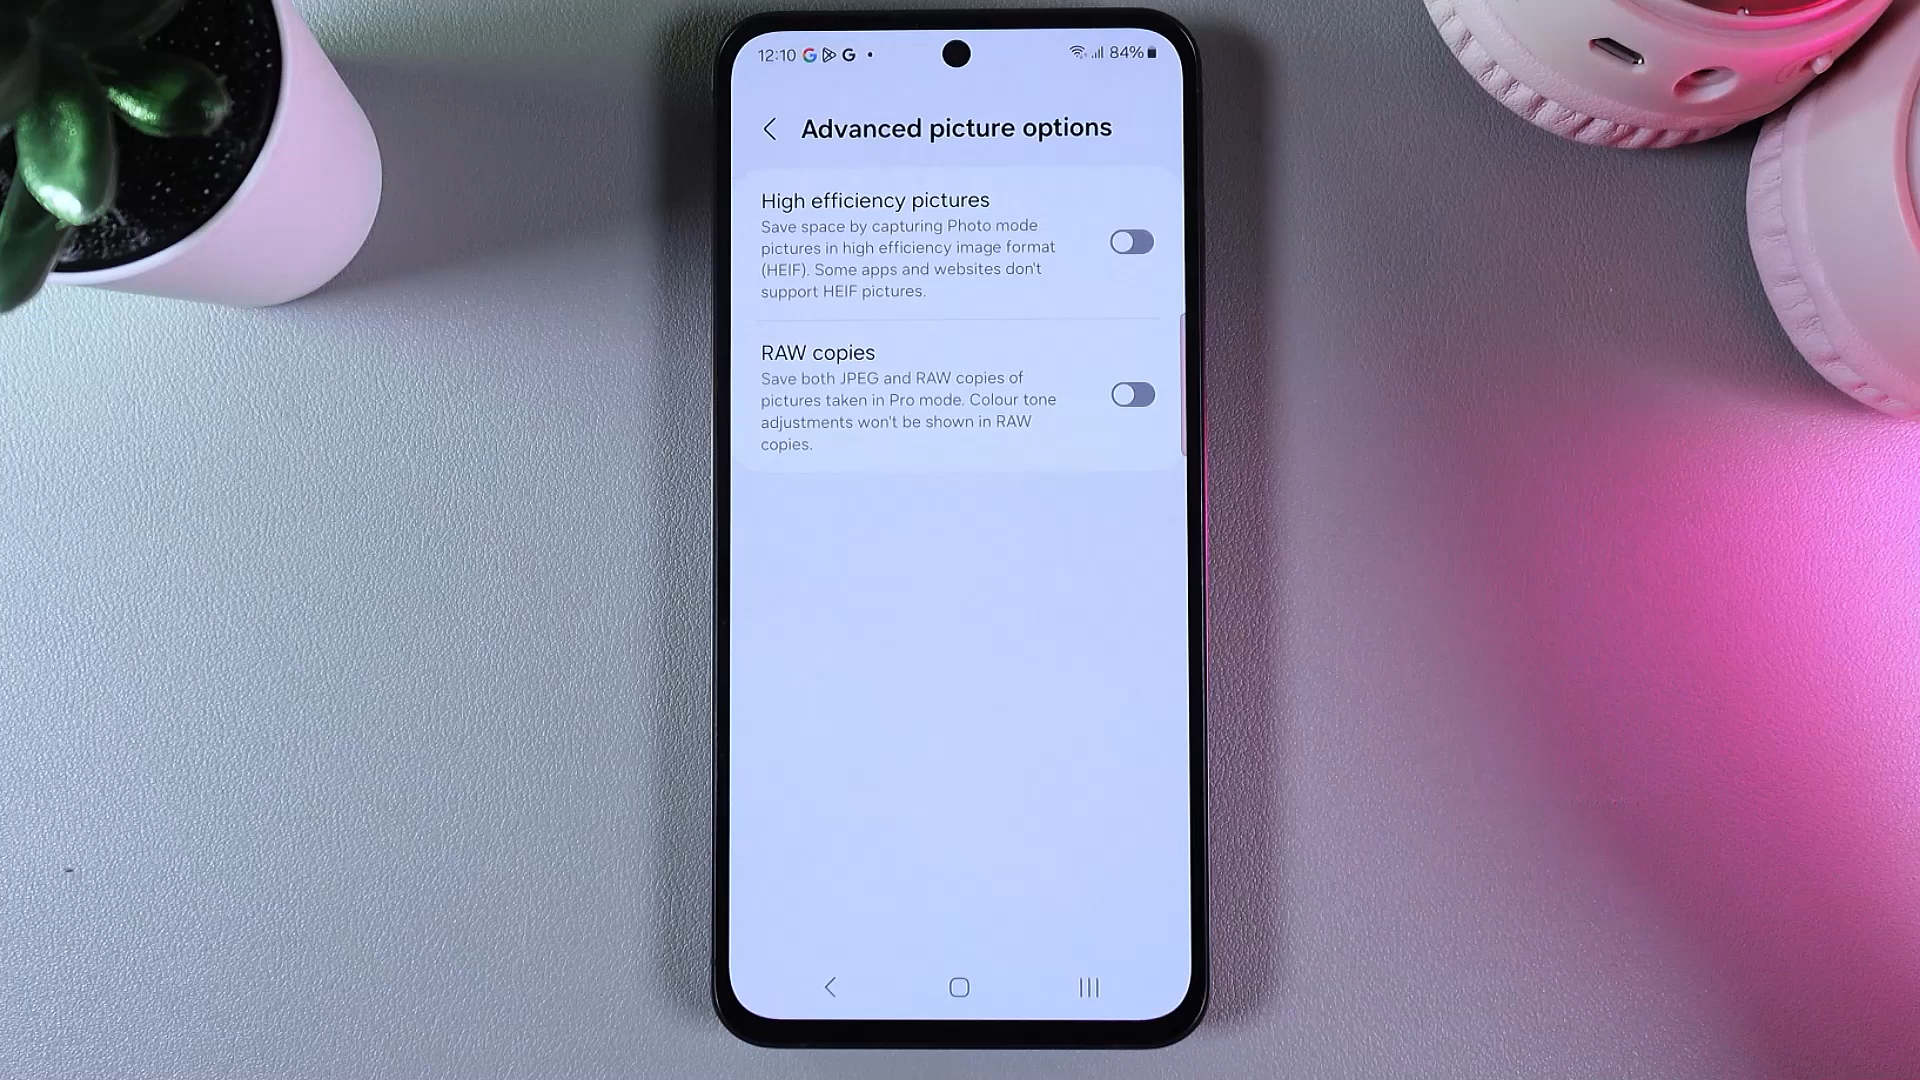 12:10
84%
Advanced picture options
High efficiency pictures
Save space by capturing Photo mode
pictures in high efficiency image format
(HEIF). Some apps and websites don't
support HEIF pictures.
RAW copies
Save both JPEG and RAW copies of
pictures taken in Pro mode. Colour tone
adjustments won't be shown in RAW
copies.